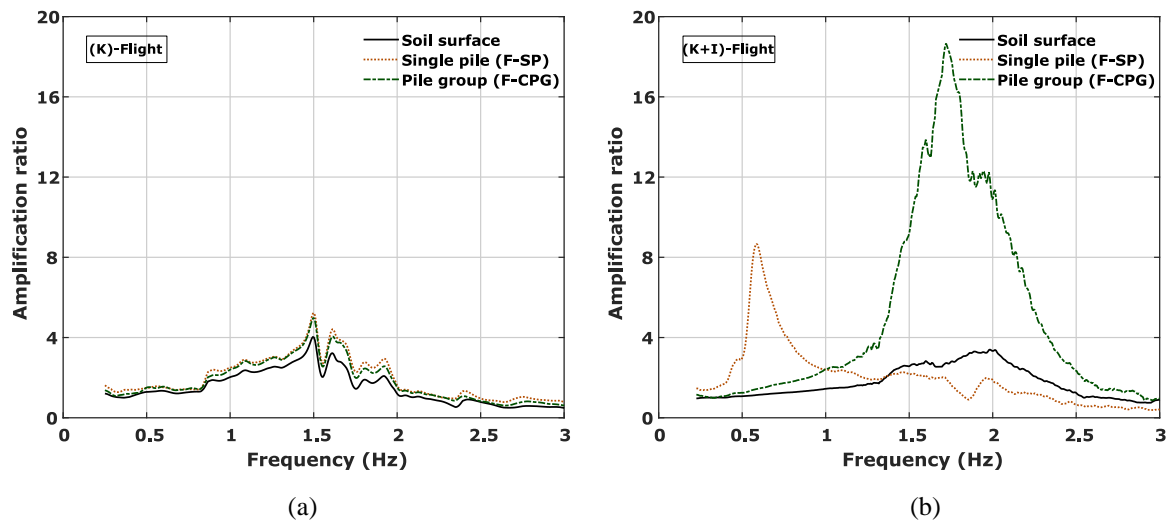 20
16
12
8
4
0
Amplification ratio
(K)-Flight
Soil surface
Single pile (F-SP)
Pile group (F-CPG)
0 0.5 1 1.5 2 2.5 3
Frequency (Hz)
(a)
20
16
12
8
4
0
Amplification ratio
(K+I)-Flight
Soil surface
Single pile (F-SP)
Pile group (F-CPG)
0 0.5 1 1.5 2 2.5 3
Frequency (Hz)
(b)